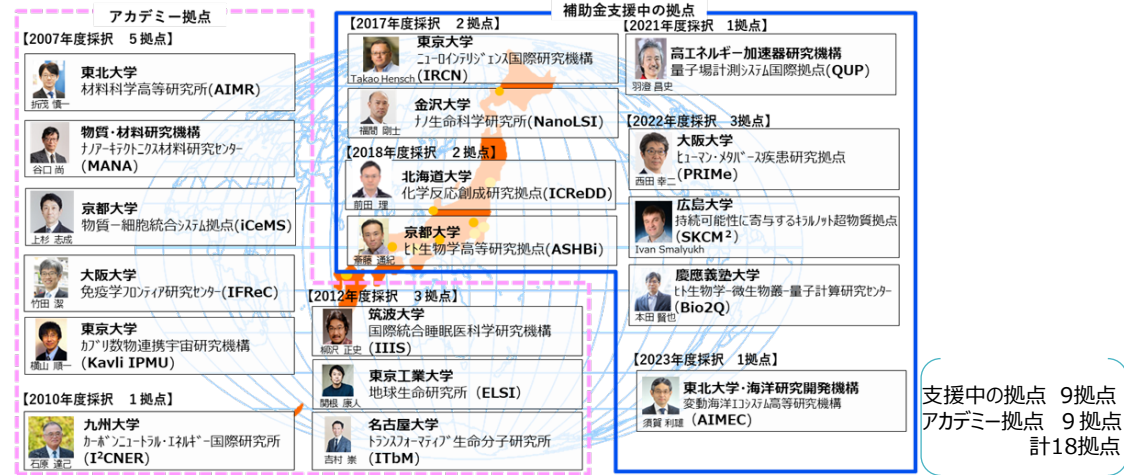 アカデミー拠点
【2007年度採択 5拠点】
東北大学
材料科学高等研究所(AIMR)
折茂 慎一
物質・材料研究機構
ナノアーキテクトニクス材料研究センター
(MANA)
谷口 尚
京都大学
物質－細胞統合システム拠点(iCeMS)
上杉 志成
大阪大学
免疫学フロンティア研究センター(IFReC)
竹田 潔
東京大学
カブリ数物連携宇宙研究機構
(Kavli IPMU)
横山 順一
【2010年度採択 1拠点】
九州大学
カーボンニュートラル・エネルギー国際研究所
(I²CNER)
石原 達己
【2012年度採択 3拠点】
筑波大学
国際統合睡眠医科学研究機構
(IIIS)
柳沢 正史
東京工業大学
地球生命研究所 (ELSI)
関根 康人
名古屋大学
トランスフォーマティブ生命分子研究所
(ITbM)
吉村 崇
補助金支援中の拠点
【2017年度採択 2拠点】
東京大学
ニューロインテリジェンス国際研究機構
(IRCN)
Takao Hensch
金沢大学
ナノ生命科学研究所(NanoLSI)
福間 剛士
【2018年度採択 2拠点】
北海道大学
化学反応創成研究拠点(ICReDD)
前田 理
京都大学
ヒト生物学高等研究拠点(ASHBi)
斎藤 通紀
【2021年度採択 1拠点】
高エネルギー加速器研究機構
量子場計測システム国際拠点(QUP)
羽澄 昌史
【2022年度採択 3拠点】
大阪大学
ヒューマン・メタバース疾患研究拠点
(PRIMe)
西田 幸二
広島大学
持続可能性に寄与するキラルノット超物質拠点
(SKCM²)
Ivan Smalyukh
慶應義塾大学
ヒト生物学－微生物叢－量子計算研究センター
(Bio2Q)
本田 賢也
【2023年度採択 1拠点】
東北大学・海洋研究開発機構
変動海洋エコシステム高等研究機構
(AIMEC)
須賀 利雄
支援中の拠点 9拠点
アカデミー拠点 9拠点
計18拠点